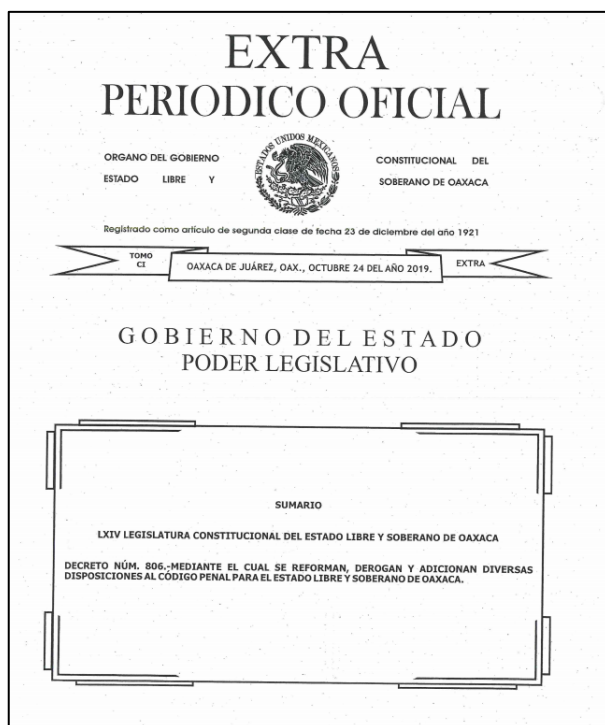 EXTRA
PERIODICO OFICIAL
ORGANO DEL GOBIERNO
ESTADO LIBRE Y
ESTADOS UNIDOS MEXICANOS
CONSTITUCIONAL DEL
SOBERANO DE OAXACA
Registrado como artículo de segunda clase de fecha 23 de diciembre del año 1921
TOMO
CI
OAXACA DE JUÁREZ, OAX., OCTUBRE 24 DEL AÑO 2019.
EXTRA
GOBIERNO DEL ESTADO
PODER LEGISLATIVO
SUMARIO
LXIV LEGISLATURA CONSTITUCIONAL DEL ESTADO LIBRE Y SOBERANO DE OAXACA
DECRETO NÚM. 806.-MEDIANTE EL CUAL SE REFORMAN, DEROGAN Y ADICIONAN DIVERSAS
DISPOSICIONES AL CÓDIGO PENAL PARA EL ESTADO LIBRE Y SOBERANO DE OAXACA.